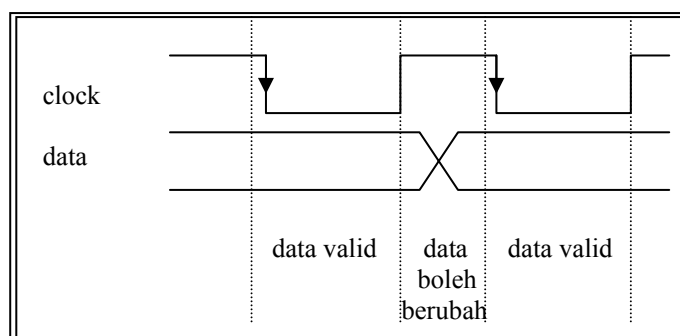 clock
data
data valid data data valid
boleh
berubah